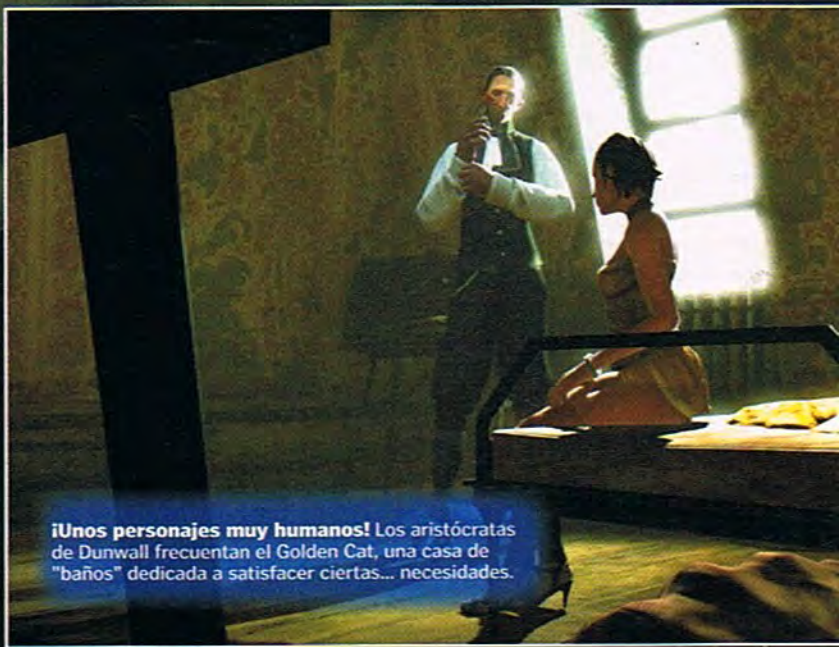 ¡Unos personajes muy humanos! Los aristócratas
de Dunwall frecuentan el Golden Cat, una casa de
"baños" dedicada a satisfacer ciertas... necesidades.